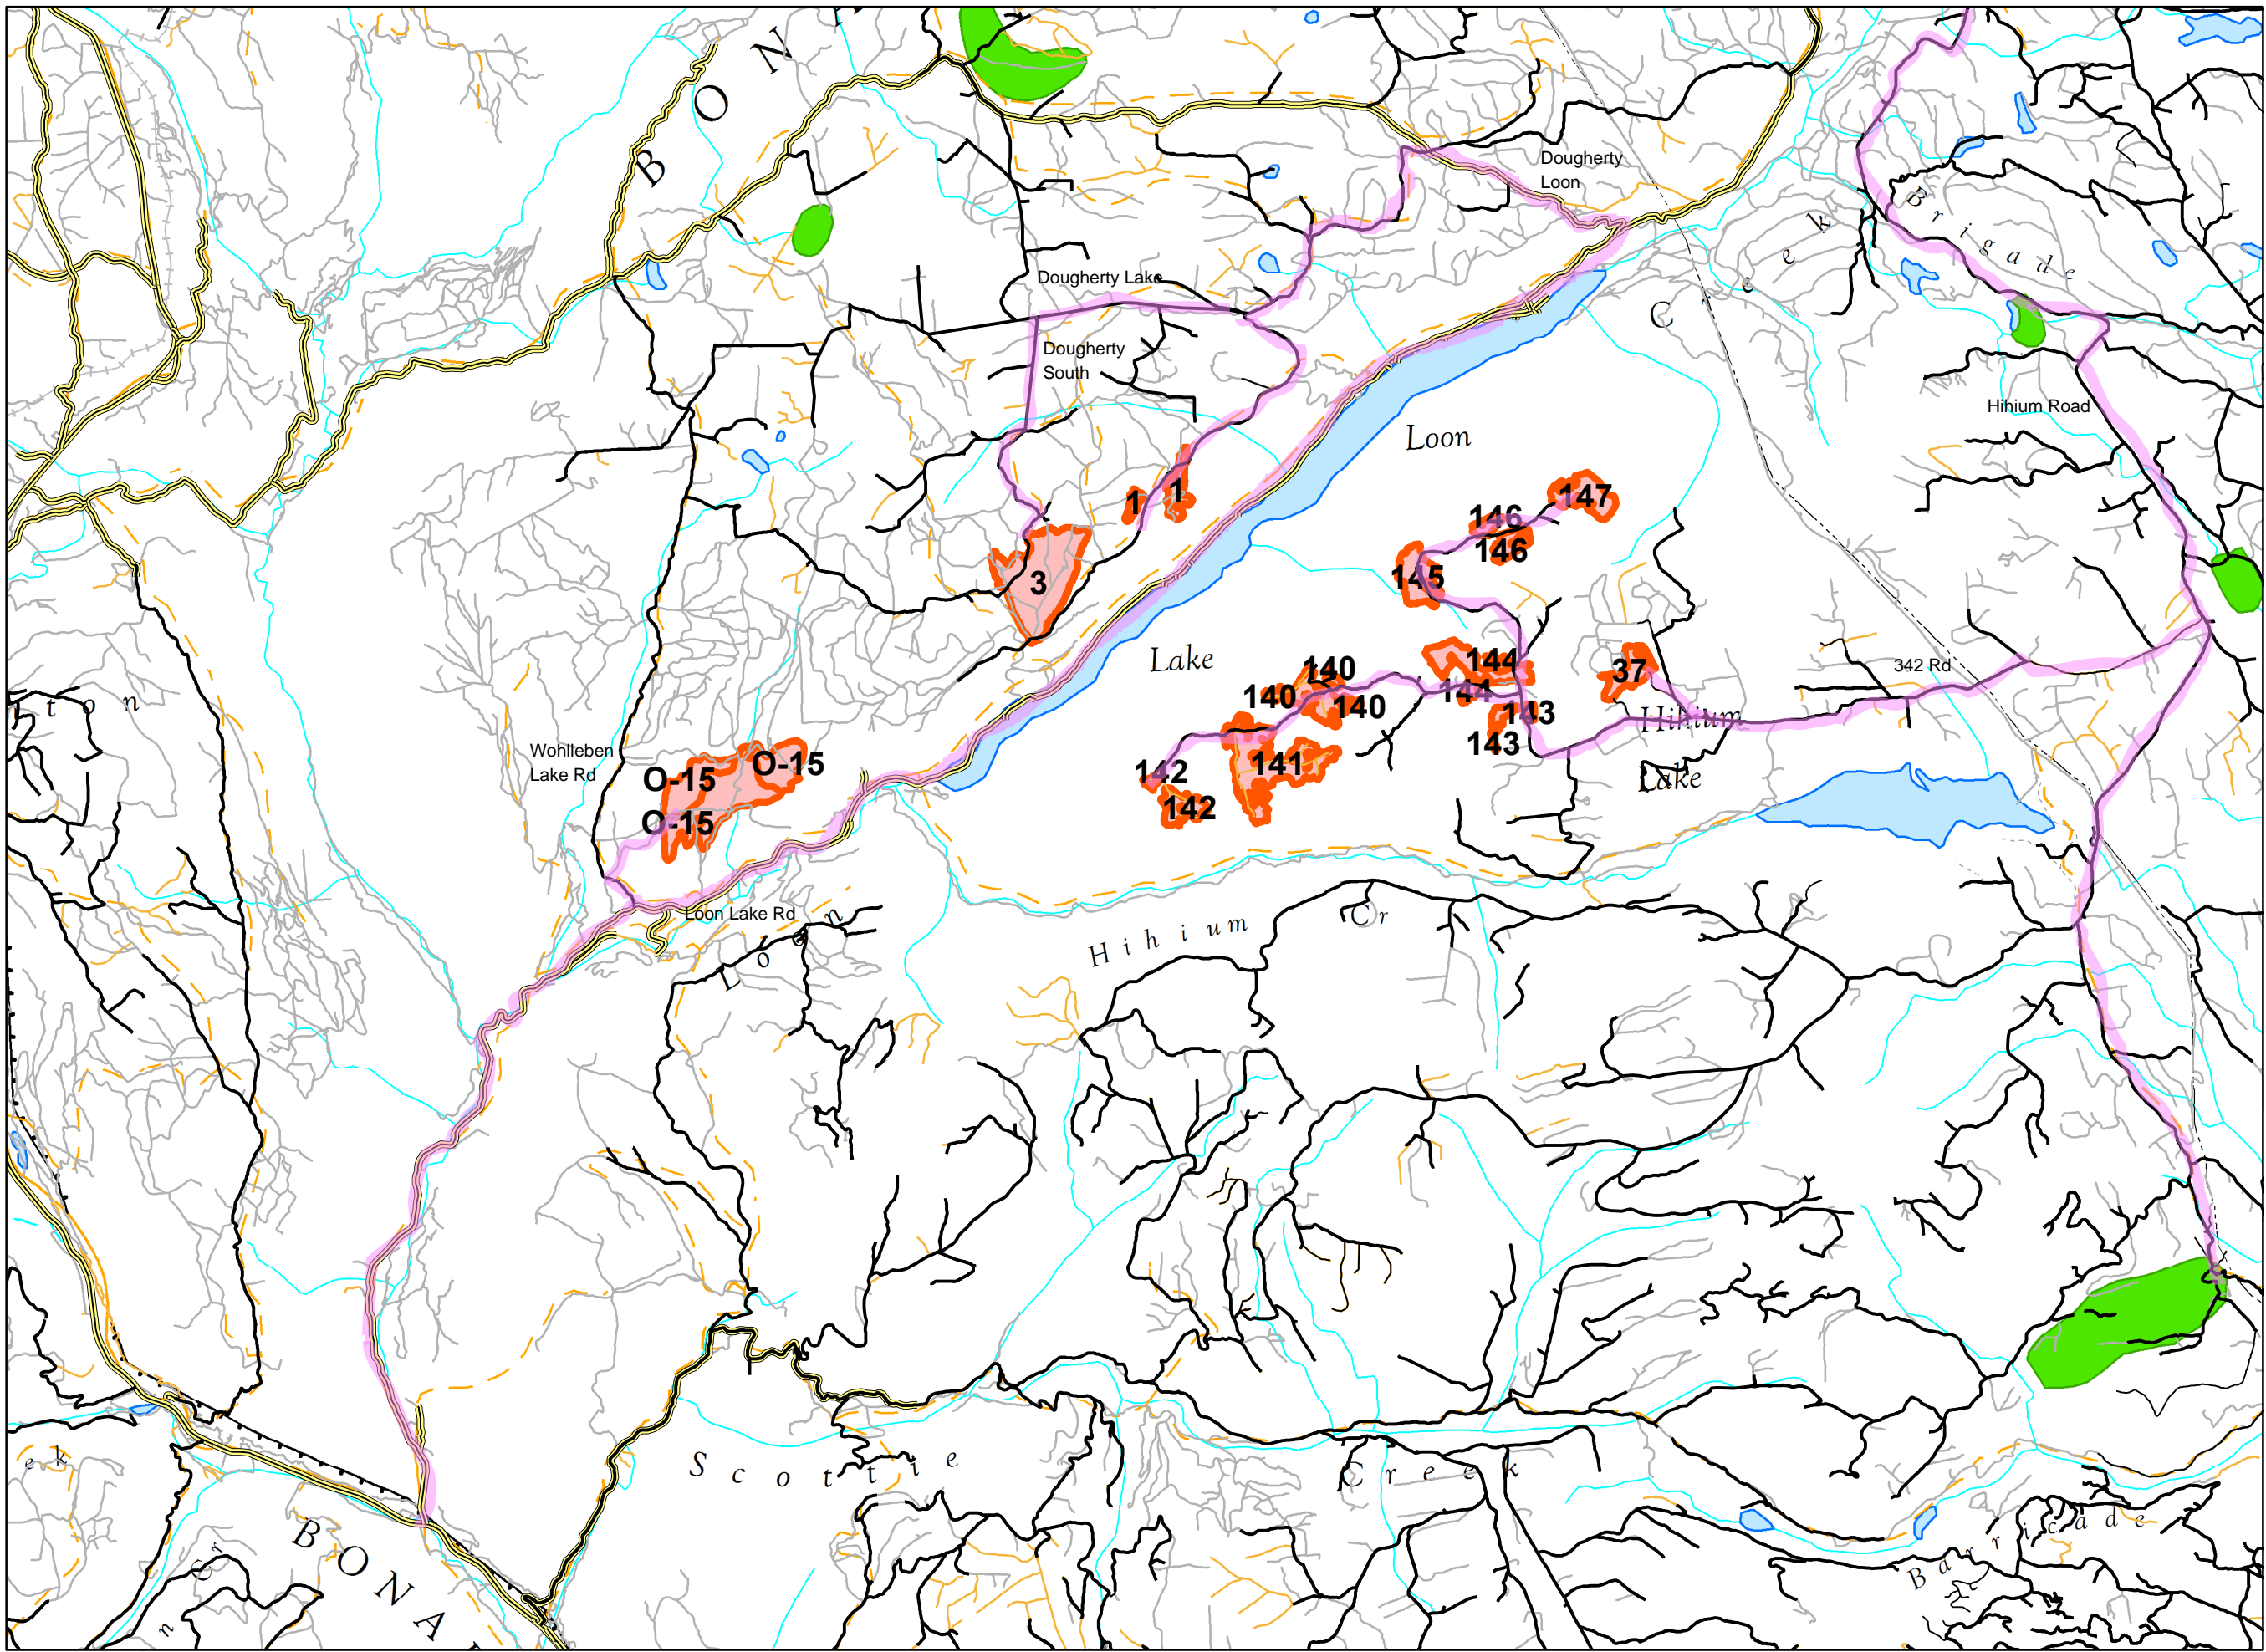 B O N A
Dougherty
Loon
Brigade
Creek
Dougherty Lake
Dougherty
South
Hihium Road
Loon
147
146
146
1
1
145
3
Lake
140
144
37
342 Rd
140
140
144
143
Hihium
143
Lake
t o n
Wohlleben
Lake Rd
O-15
O-15
O-15
142
141
142
Loon Lake Rd
Loon
Hihium
Cr
Scottie
Creek
e k
Barricade
n Cr
B O N A